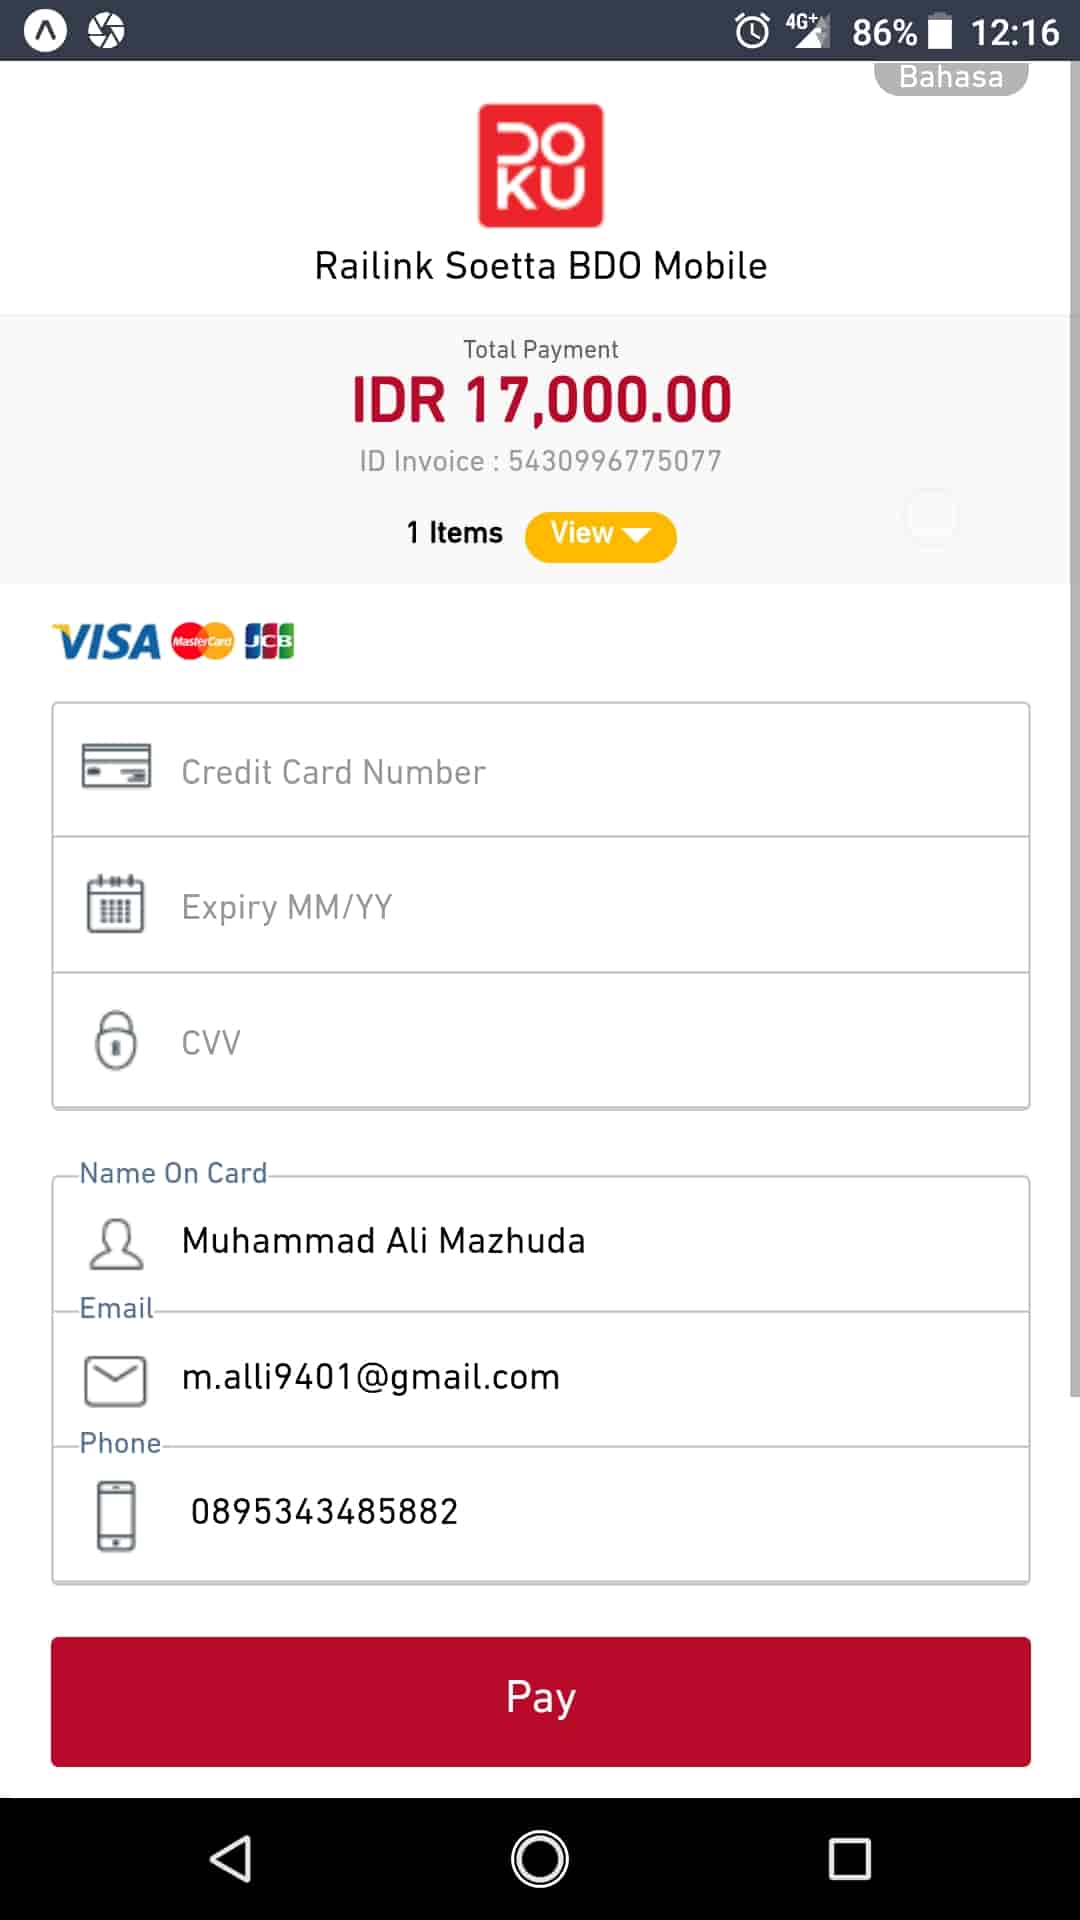 4G+ 86% 12:16
Bahasa
DOKU
Railink Soetta BDO Mobile
Total Payment
IDR 17,000.00
ID Invoice : 5430996775077
1 Items View
VISA MasterCard JCB
Credit Card Number
Expiry MM/YY
CVV
Name On Card
Muhammad Ali Mazhuda
Email
m.alli9401@gmail.com
Phone
0895343485882
Pay